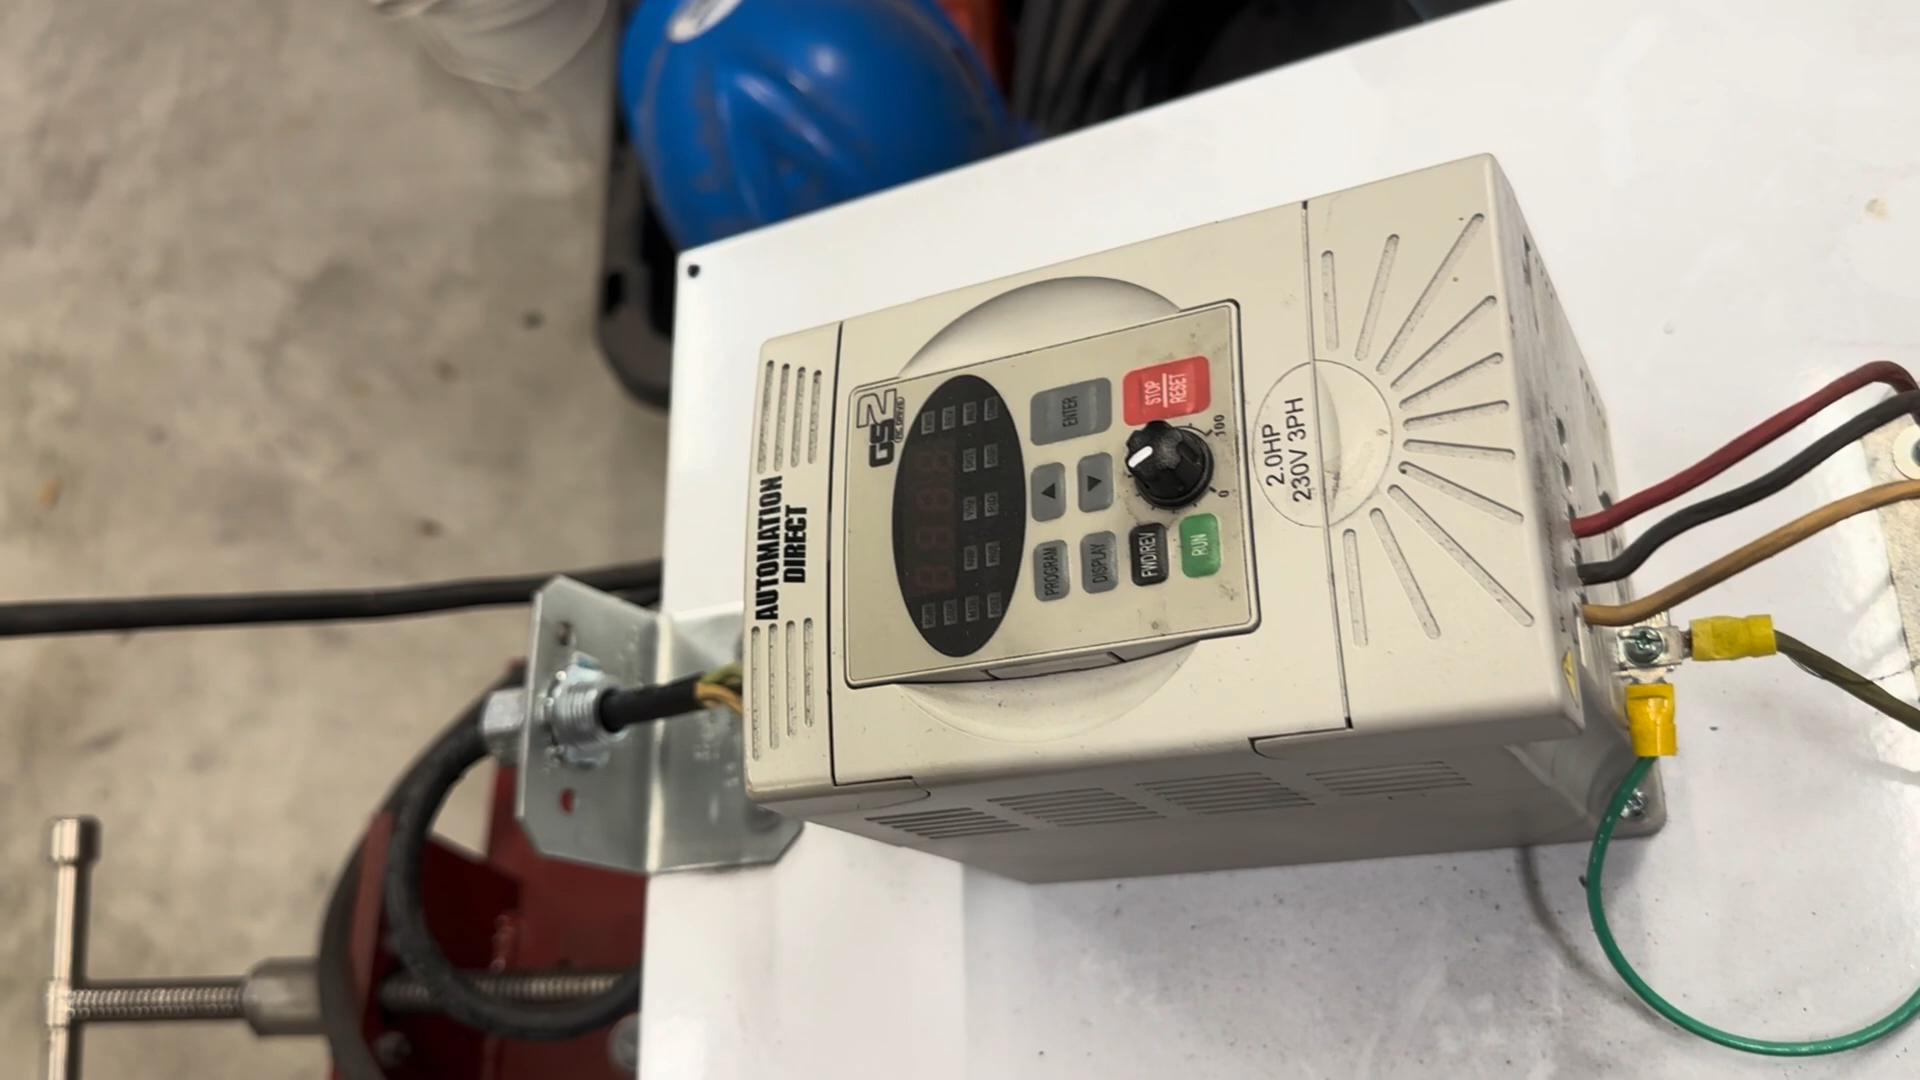 AUTOMATION
DIRECT
GS2
ENTER
STOP
RESET
▲
▼
0
100
PROGRAM
DISPLAY
FWD/REV
RUN
2.0HP
230V 3PH